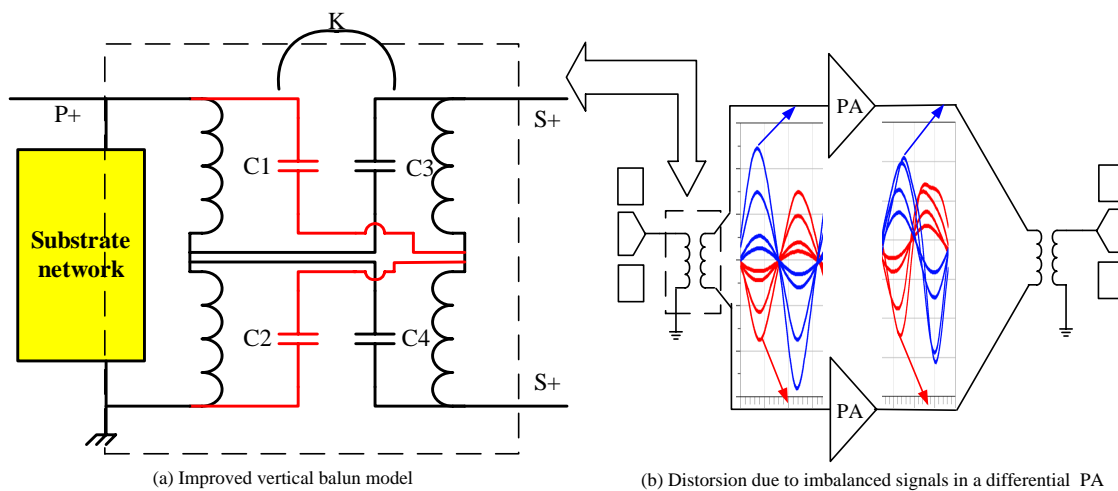 K
P+
S+
C1
C3
Substrate
network
C2
C4
S+
(a) Improved vertical balun model
PA
PA
(b) Distorsion due to imbalanced signals in a differential PA